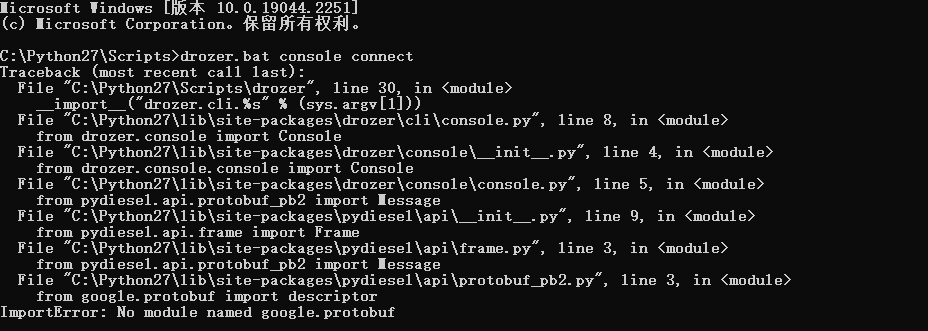 Microsoft Windows [版本 10.0.19044.2251]
(c) Microsoft Corporation。保留所有权利。
C:\Python27\Scripts>drozer.bat console connect
Traceback (most recent call last):
  File "C:\Python27\Scripts\drozer", line 30, in <module>
    __import__("drozer.cli.%s" % (sys.argv[1]))
  File "C:\Python27\lib\site-packages\drozer\cli\console.py", line 8, in <module>
    from drozer.console import Console
  File "C:\Python27\lib\site-packages\drozer\console\__init__.py", line 4, in <module>
    from drozer.console.console import Console
  File "C:\Python27\lib\site-packages\drozer\console\console.py", line 5, in <module>
    from pydiesel.api.protobuf_pb2 import Message
  File "C:\Python27\lib\site-packages\pydiesel\api\__init__.py", line 9, in <module>
    from pydiesel.api.frame import Frame
  File "C:\Python27\lib\site-packages\pydiesel\api\frame.py", line 3, in <module>
    from pydiesel.api.protobuf_pb2 import Message
  File "C:\Python27\lib\site-packages\pydiesel\api\protobuf_pb2.py", line 3, in <module>
    from google.protobuf import descriptor
ImportError: No module named google.protobuf